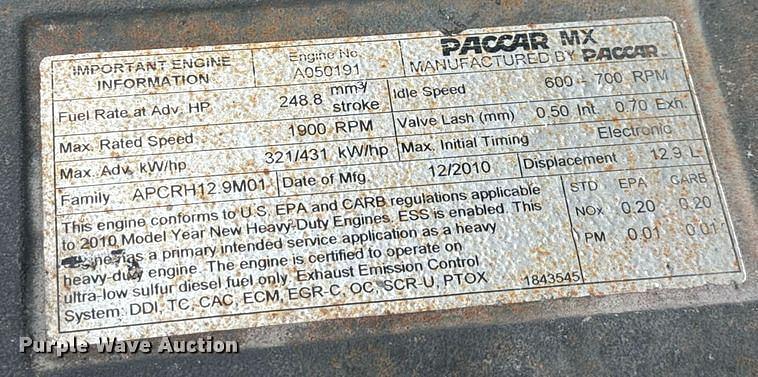 IMPORTANT ENGINE INFORMATION
Engine No. A050191
PACCAR MX
MANUFACTURED BY PACCAR
Fuel Rate at Adv. HP 248.8 mm3/stroke
Idle Speed 600 - 700 RPM
Max. Rated Speed 1900 RPM
Valve Lash (mm) 0.50 Int. 0.70 Exh.
Max. Adv. kW/hp 321/431 kW/hp
Max. Initial Timing Electronic
Family APCRH12.9M01
Date of Mfg. 12/2010
Displacement 12.9 L
This engine conforms to U.S. EPA and CARB regulations applicable
to 2010 Model Year New Heavy-Duty Engines. ESS is enabled. This
has a primary intended service application as a heavy
heavy-duty engine. The engine is certified to operate on
ultra-low sulfur diesel fuel only. Exhaust Emission Control
System: DDI, TC, CAC, ECM, EGR-C, OC, SCR-U, PTOX
1843545
STD EPA CARB
NOx 0.20 0.20
PM 0.01 0.01
Purple Wave Auction